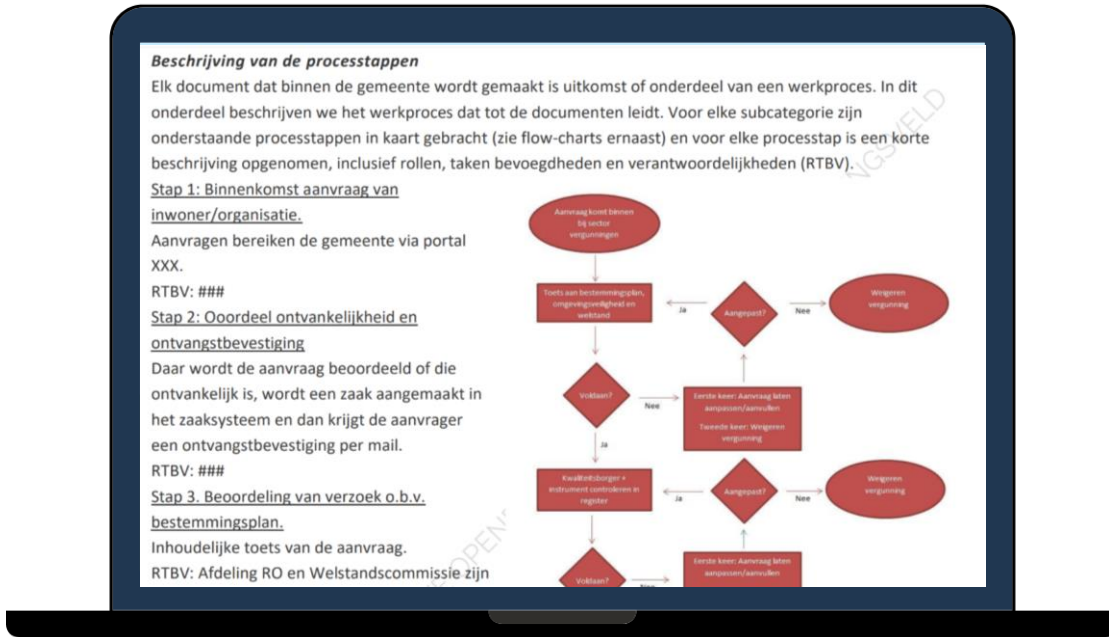 Beschrijving van de processtappen
Elk document dat binnen de gemeente wordt gemaakt is uitkomst of onderdeel van een werkproces. In dit
onderdeel beschrijven we het werkproces dat tot de documenten leidt. Voor elke subcategorie zijn
onderstaande processtappen in kaart gebracht (zie flow-charts ernaast) en voor elke processtap is een korte
beschrijving opgenomen, inclusief rollen, taken bevoegdheden en verantwoordelijkheden (RTBV).
Stap 1: Binnenkomst aanvraag van
inwoner/organisatie.
Aanvragen bereiken de gemeente via portal
XXX.
RTBV: ###
Stap 2: Ooordeel ontvankelijkheid en
ontvangstbevestiging
Daar wordt de aanvraag beoordeeld of die
ontvankelijk is, wordt een zaak aangemaakt in
het zaaksysteem en dan krijgt de aanvrager
een ontvangstbevestiging per mail.
RTBV: ###
Stap 3. Beoordeling van verzoek o.b.v.
bestemmingsplan.
Inhoudelijke toets van de aanvraag.
RTBV: Afdeling RO en Welstandscommissie zijn
Aanvraag komt binnen
bij sector
vergunningen
Toets aan bestemmingsplan,
omgevingsveiligheid en
welstand
Ja
Aangepast?
Nee
Weigeren
vergunning
Voldaan?
Nee
Eerste keer: Aanvraag laten
aanpassen/aanvullen
Tweede keer: Weigeren
vergunning
Ja
Kwaliteitsborger +
instrument controleren in
register
Ja
Aangepast?
Nee
Weigeren
vergunning
Voldaan?
Nee
Eerste keer: Aanvraag laten
aanpassen/aanvullen